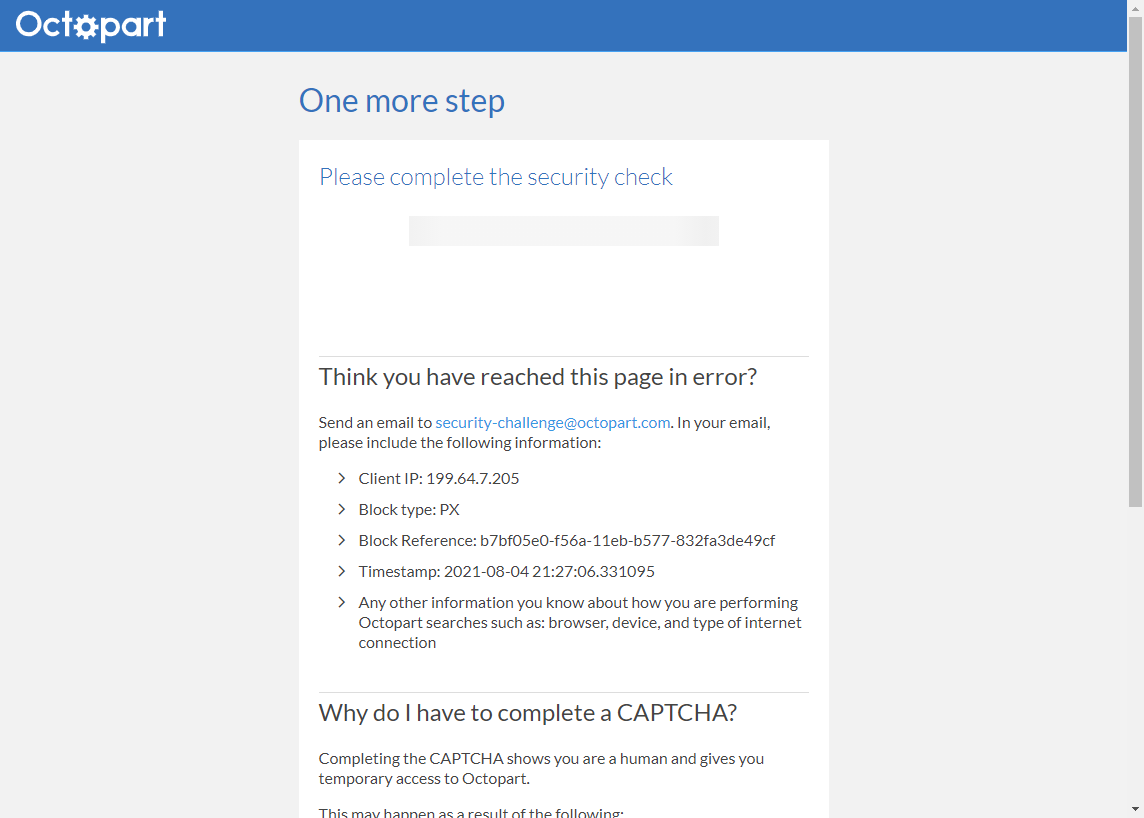 Octopart
One more step
Please complete the security check
Think you have reached this page in error?
Send an email to security-challenge@octopart.com. In your email,
please include the following information:
Client IP: 199.64.7.205
Block type: PX
Block Reference: b7bf05e0-f56a-11eb-b577-832fa3de49cf
Timestamp: 2021-08-04 21:27:06.331095
Any other information you know about how you are performing
Octopart searches such as: browser, device, and type of internet
connection
Why do I have to complete a CAPTCHA?
Completing the CAPTCHA shows you are a human and gives you
temporary access to Octopart.
This may happen as a result of the following: